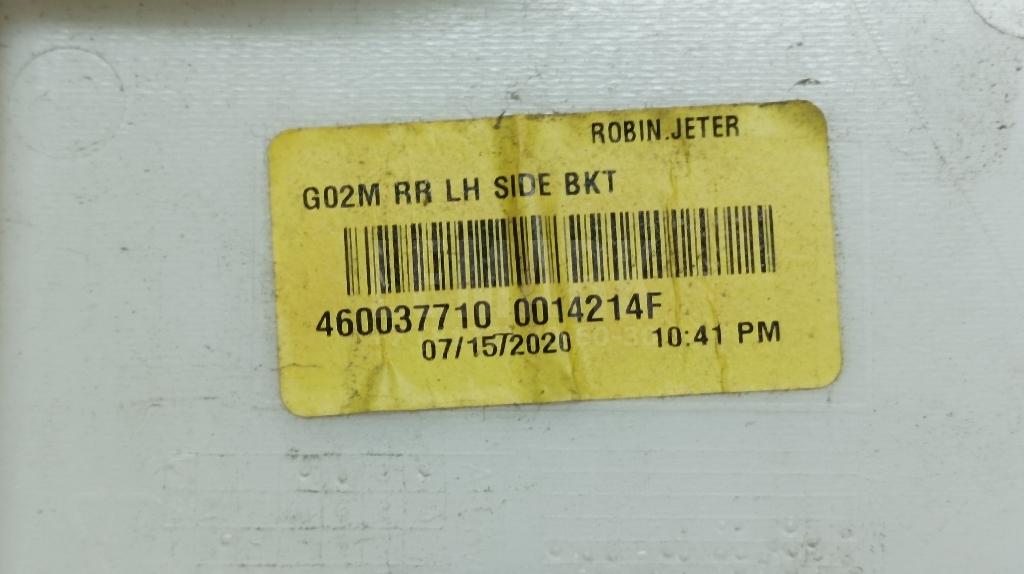 ROBIN.JETER
G02M RR LH SIDE BKT
460037710 0014214F
07/15/2020 10:41 PM